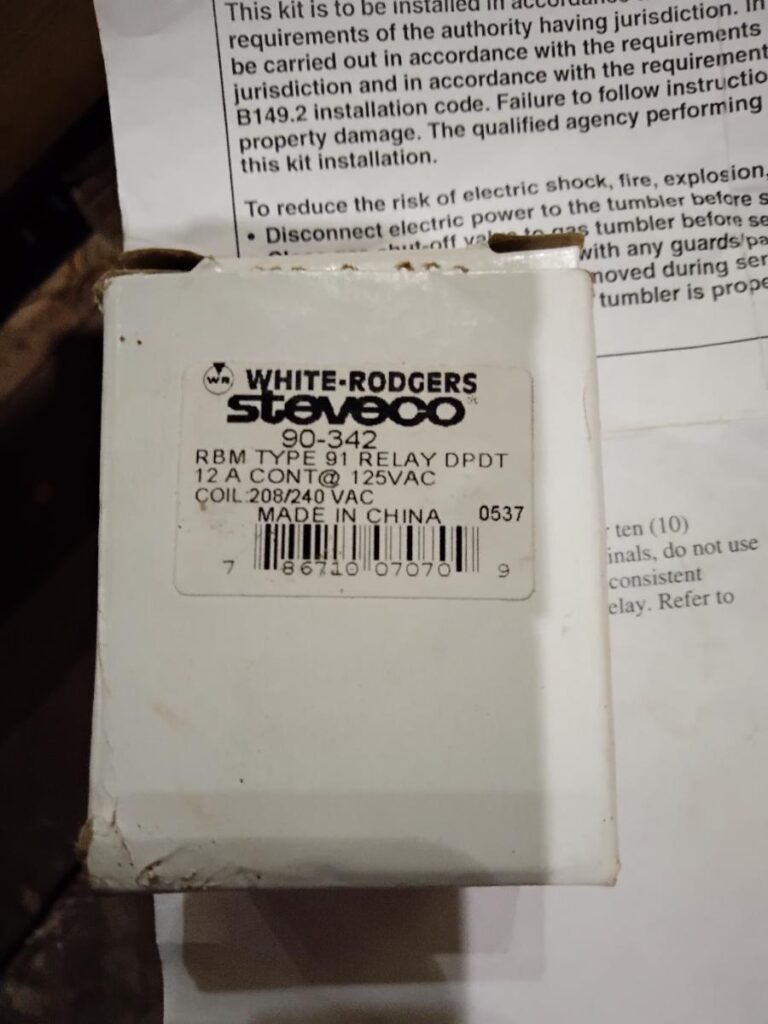 This kit is to be installed in
requirements of the authority having jurisdiction. In
be carried out in accordance with the requirements
jurisdiction and in accordance with the requirement
B149.2 installation code. Failure to follow instructio
property damage. The qualified agency performing
this kit installation.
To reduce the risk of electric shock, fire, explosion,
• Disconnect electric power to the tumbler before s
shut-off to gas tumbler before se
with any guards/pa
moved during ser
tumbler is prope
WR WHITE-RODGERS
steveco
90-342
RBM TYPE 91 RELAY DPDT
12 A CONT@ 125VAC
COIL:208/240 VAC
MADE IN CHINA 0537
7 86710 07070 9
ten (10)
inals, do not use
consistent
elay. Refer to